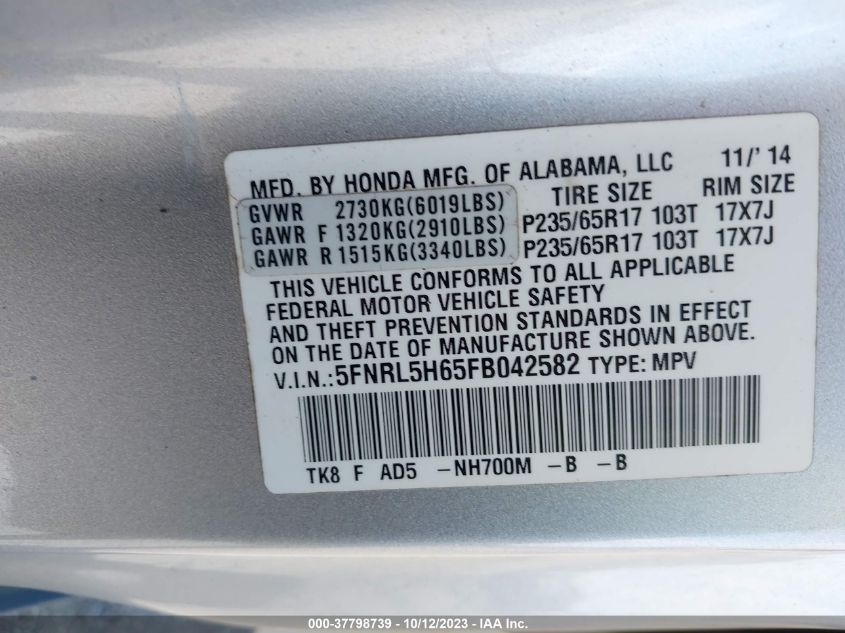 MFD. BY HONDA MFG. OF ALABAMA, LLC 11/'14
TIRE SIZE RIM SIZE
GVWR 2730KG(6019LBS)
GAWR F 1320KG(2910LBS) P235/65R17 103T 17X7J
GAWR R 1515KG(3340LBS) P235/65R17 103T 17X7J
THIS VEHICLE CONFORMS TO ALL APPLICABLE
FEDERAL MOTOR VEHICLE SAFETY
AND THEFT PREVENTION STANDARDS IN EFFECT
ON THE DATE OF MANUFACTURE SHOWN ABOVE.
V.I.N.:5FNRL5H65FB042582 TYPE: MPV
TK8 F AD5 -NH700M -B -B
000-37798739 - 10/12/2023 - IAA Inc.